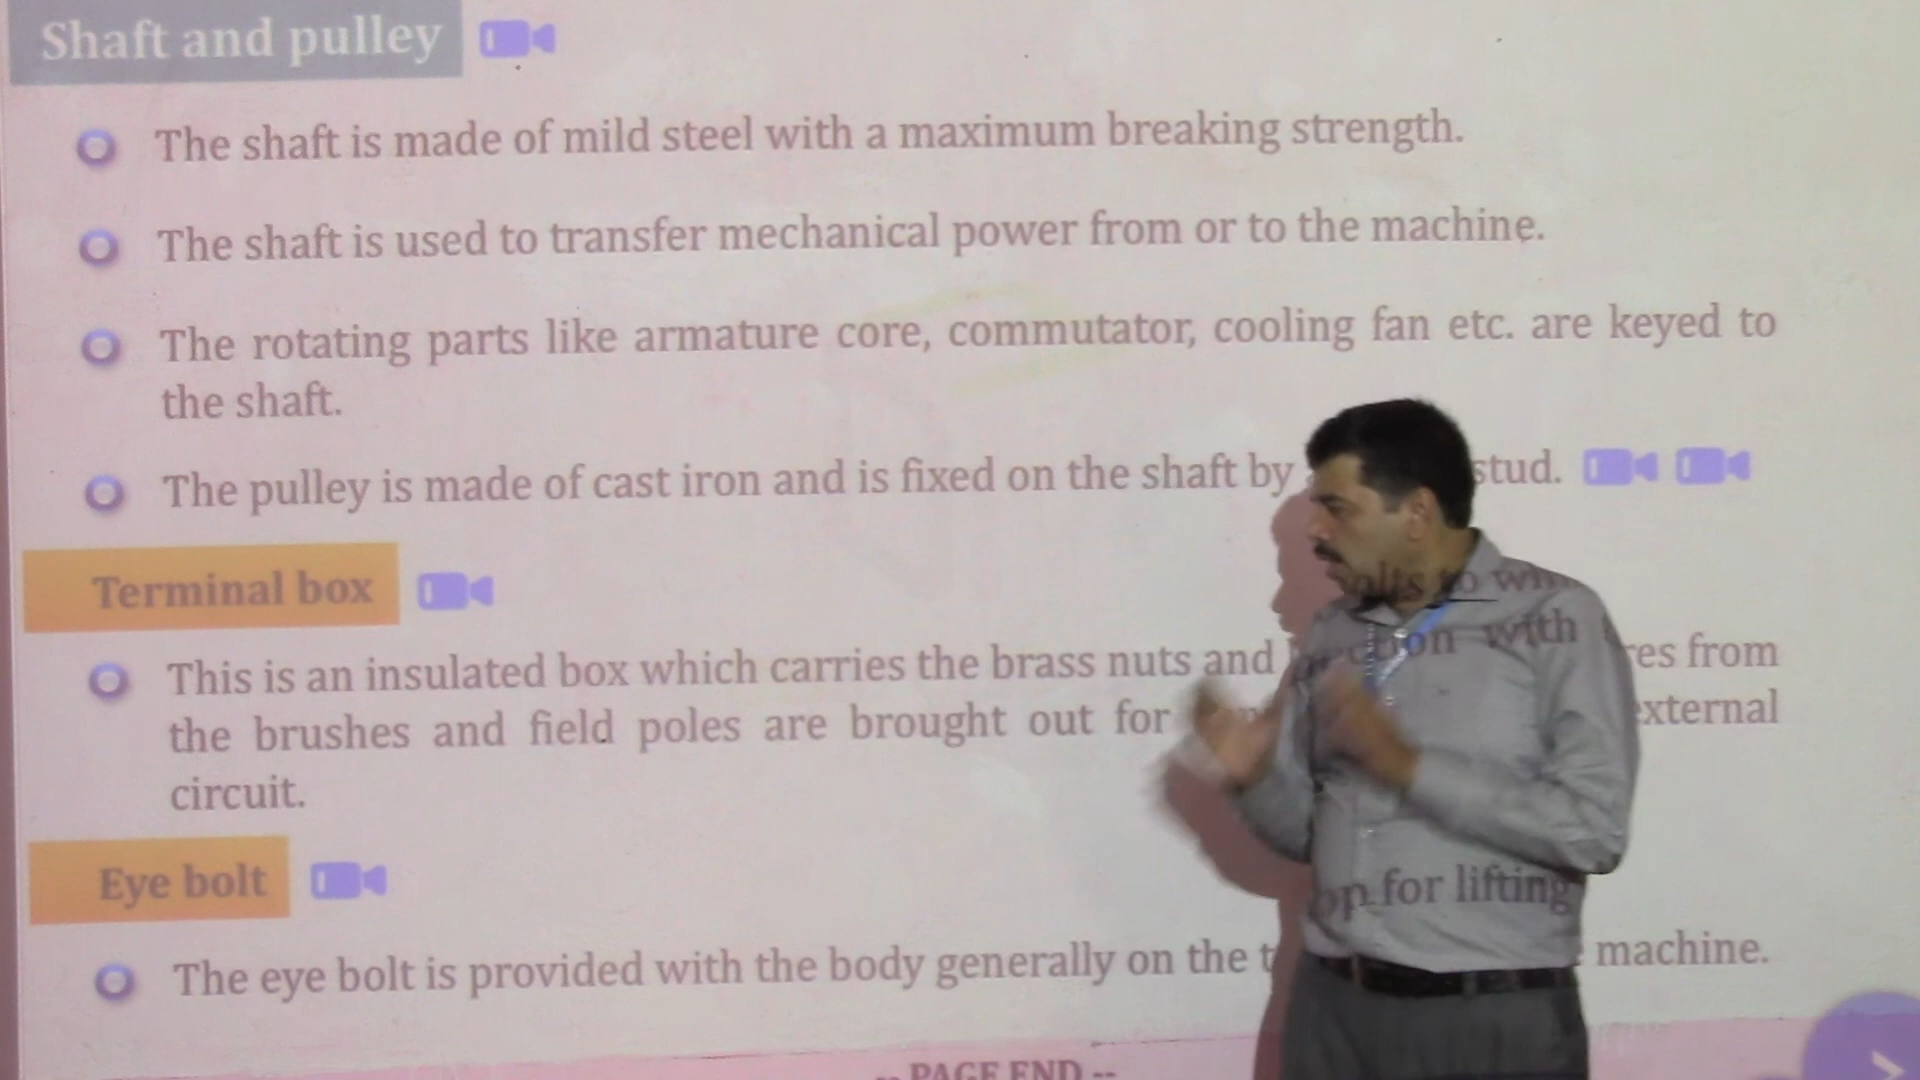 Shaft and pulley
The shaft is made of mild steel with a maximum breaking strength.
The shaft is used to transfer mechanical power from or to the machine.
The rotating parts like armature core, commutator, cooling fan etc. are keyed to
the shaft.
The pulley is made of cast iron and is fixed on the shaft by stud.
Terminal box
This is an insulated box which carries the brass nuts and bolts to from
the brushes and field poles are brought out for with external
circuit.
Eye bolt
The eye bolt is provided with the body generally on the for lifting machine.
-- PAGE END --